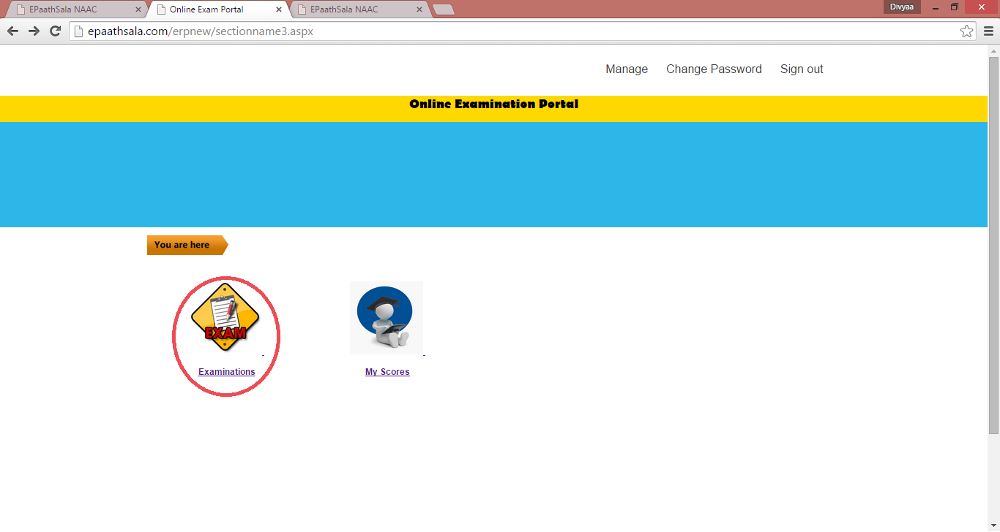 EPaathSala NAAC
Online Exam Portal
EPaathSala NAAC
Divyaa
epaathsala.com/erpnew/sectionname3.aspx
Manage Change Password Sign out
Online Examination Portal
You are here
EXAM
Examinations
My Scores